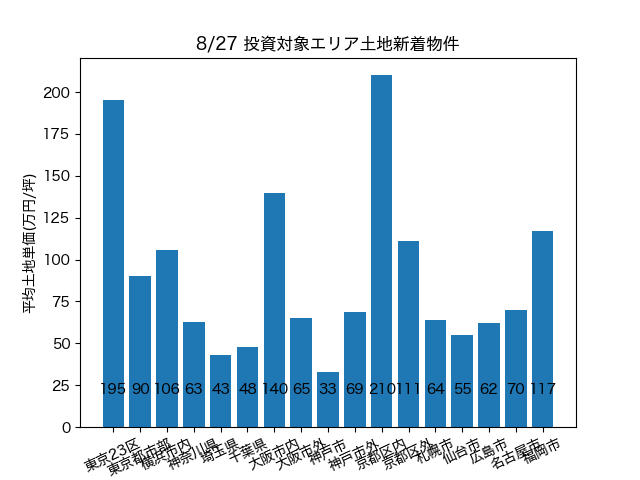 8/27 投資対象エリア土地新着物件
平均土地単価(万円/坪)
200
175
150
125
100
75
50
25
0
195 90 106 63 43 48 140 65 33 69 210 111 64 55 62 70 117
東京23区
東京都市部
横浜市内
神奈川県
埼玉県
千葉県
大阪市内
大阪市外
神戸市
神戸市外
京都区内
京都区外
札幌市
仙台市
広島市
名古屋市
福岡市